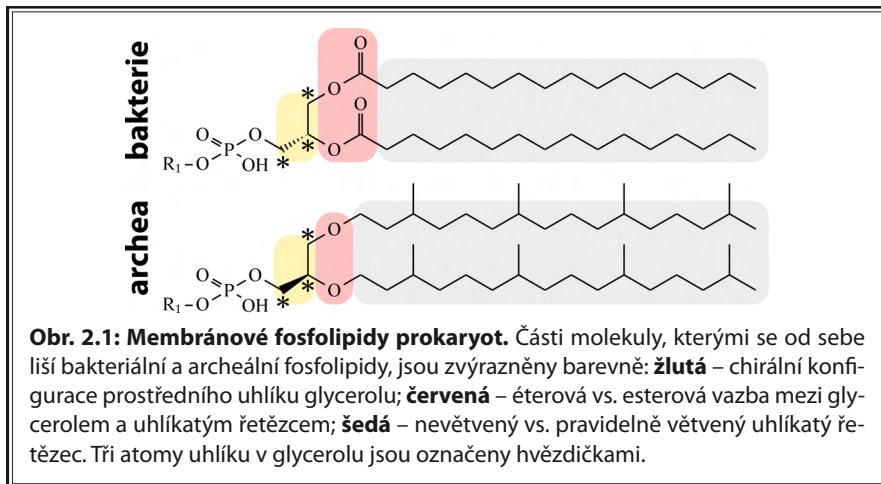 bakterie
O
O
O
O
O
O
P
R₁–O
OH
*
*
*
archea
O
O
O
O
P
R₁–O
OH
*
*
*
Obr. 2.1: Membránové fosfolipidy prokaryot. Části molekuly, kterými se od sebe
liší bakteriální a archeální fosfolipidy, jsou zvýrazněny barevně: žlutá – chirální konfi-
gurace prostředního uhlíku glycerolu; červená – éterová vs. esterová vazba mezi gly-
cerolem a uhlíkatým řetězcem; šedá – nevětvený vs. pravidelně větvený uhlíkatý ře-
tězec. Tři atomy uhlíku v glycerolu jsou označeny hvězdičkami.